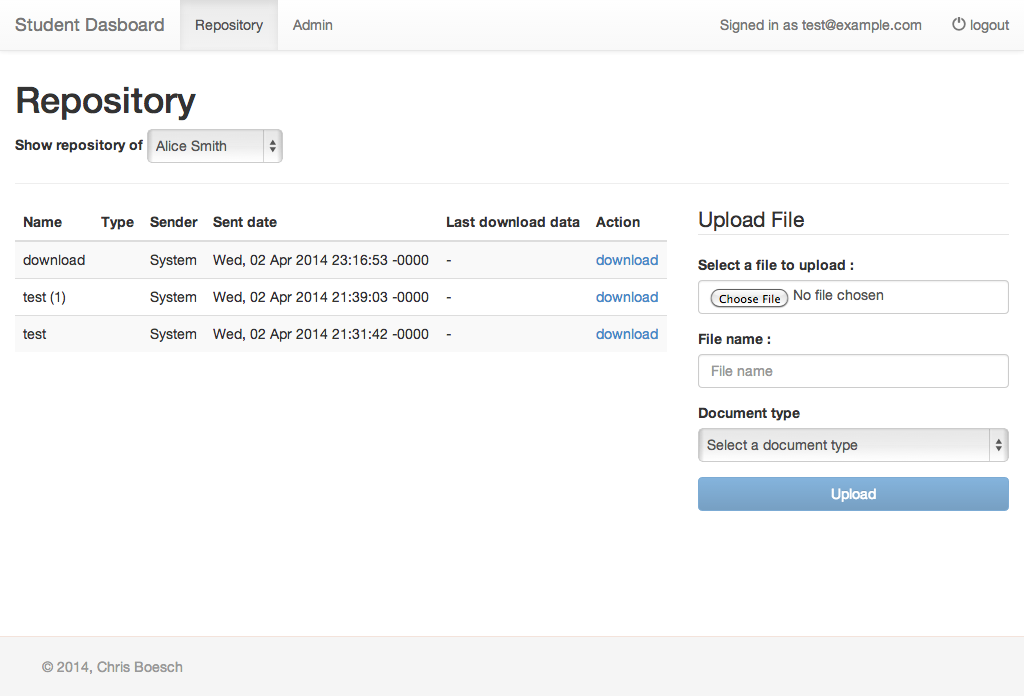 Student Dasboard Repository Admin Signed in as test@example.com logout
Repository
Show repository of Alice Smith
Name Type Sender Sent date Last download data Action
download System Wed, 02 Apr 2014 23:16:53 -0000 - download
test (1) System Wed, 02 Apr 2014 21:39:03 -0000 - download
test System Wed, 02 Apr 2014 21:31:42 -0000 - download
Upload File
Select a file to upload :
Choose File No file chosen
File name :
File name
Document type
Select a document type
Upload
© 2014, Chris Boesch